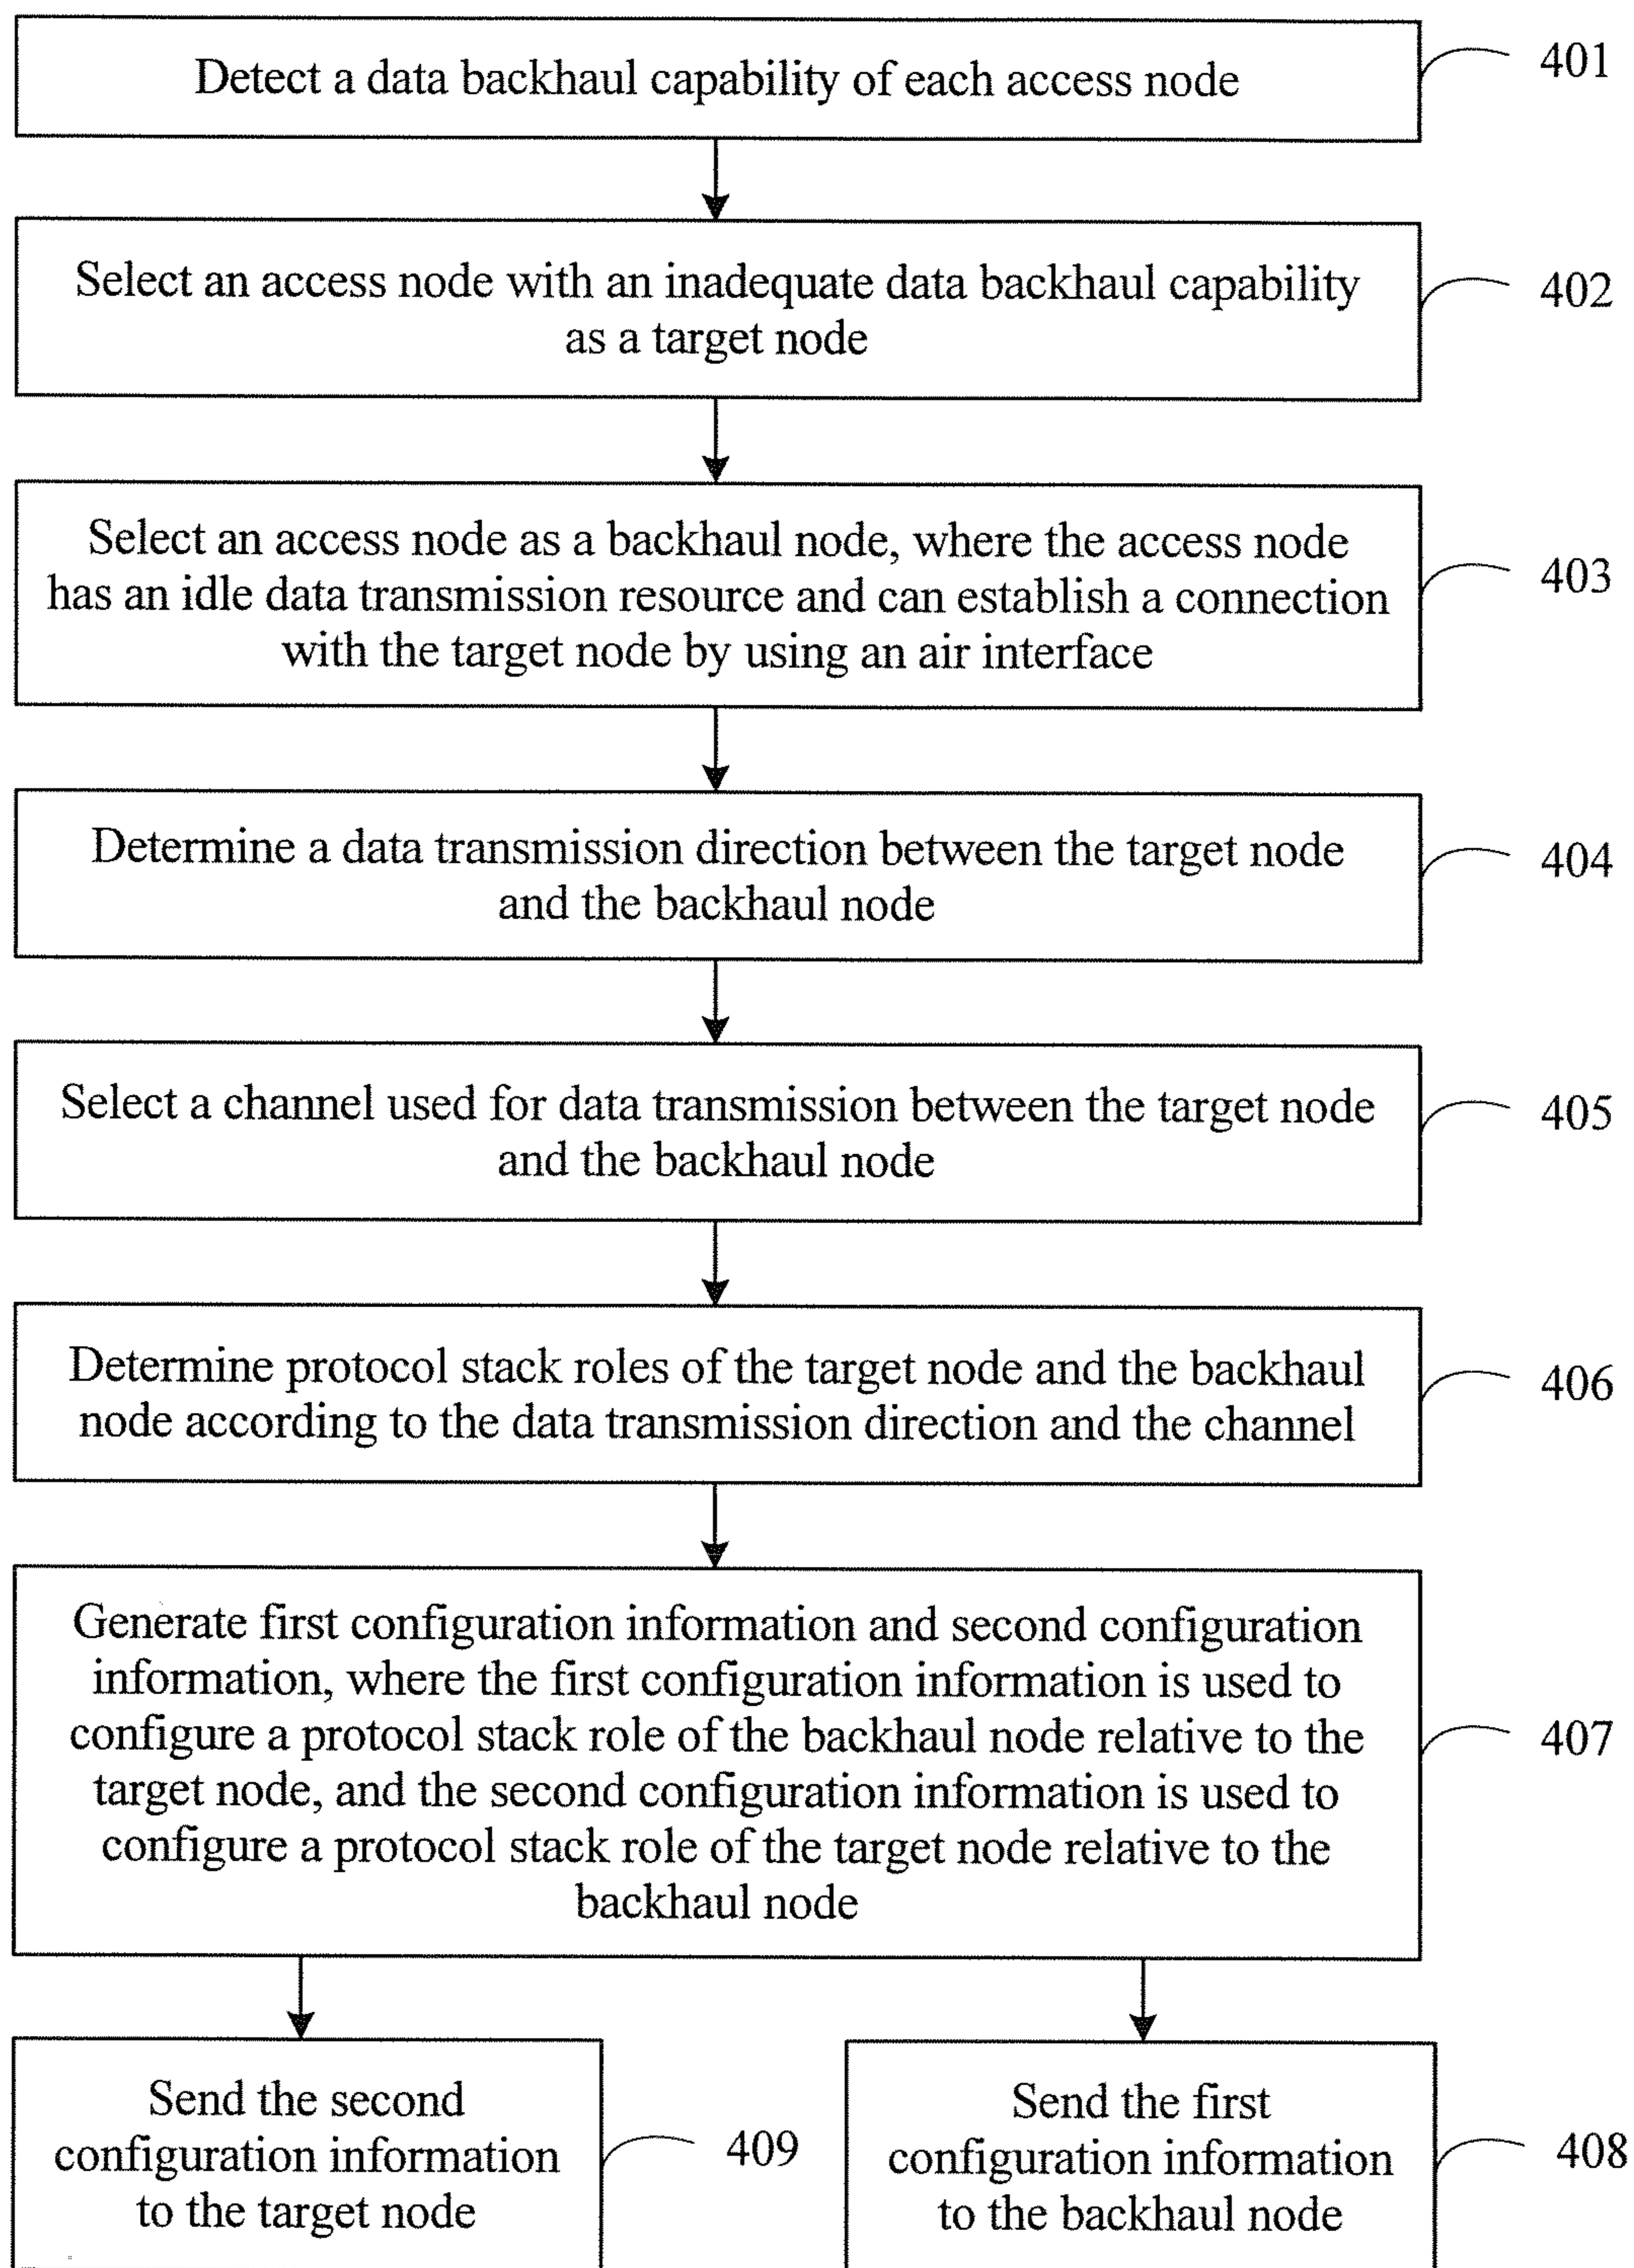 Detect a data backhaul capability of each access node
401
Select an access node with an inadequate data backhaul capability
as a target node
402
Select an access node as a backhaul node, where the access node
has an idle data transmission resource and can establish a connection
with the target node by using an air interface
403
Determine a data transmission direction between the target node
and the backhaul node
404
Select a channel used for data transmission between the target node
and the backhaul node
405
Determine protocol stack roles of the target node and the backhaul
node according to the data transmission direction and the channel
406
Generate first configuration information and second configuration
information, where the first configuration information is used to
configure a protocol stack role of the backhaul node relative to the
target node, and the second configuration information is used to
configure a protocol stack role of the target node relative to the
backhaul node
407
Send the second
configuration information
to the target node
409
Send the first
configuration information
to the backhaul node
408